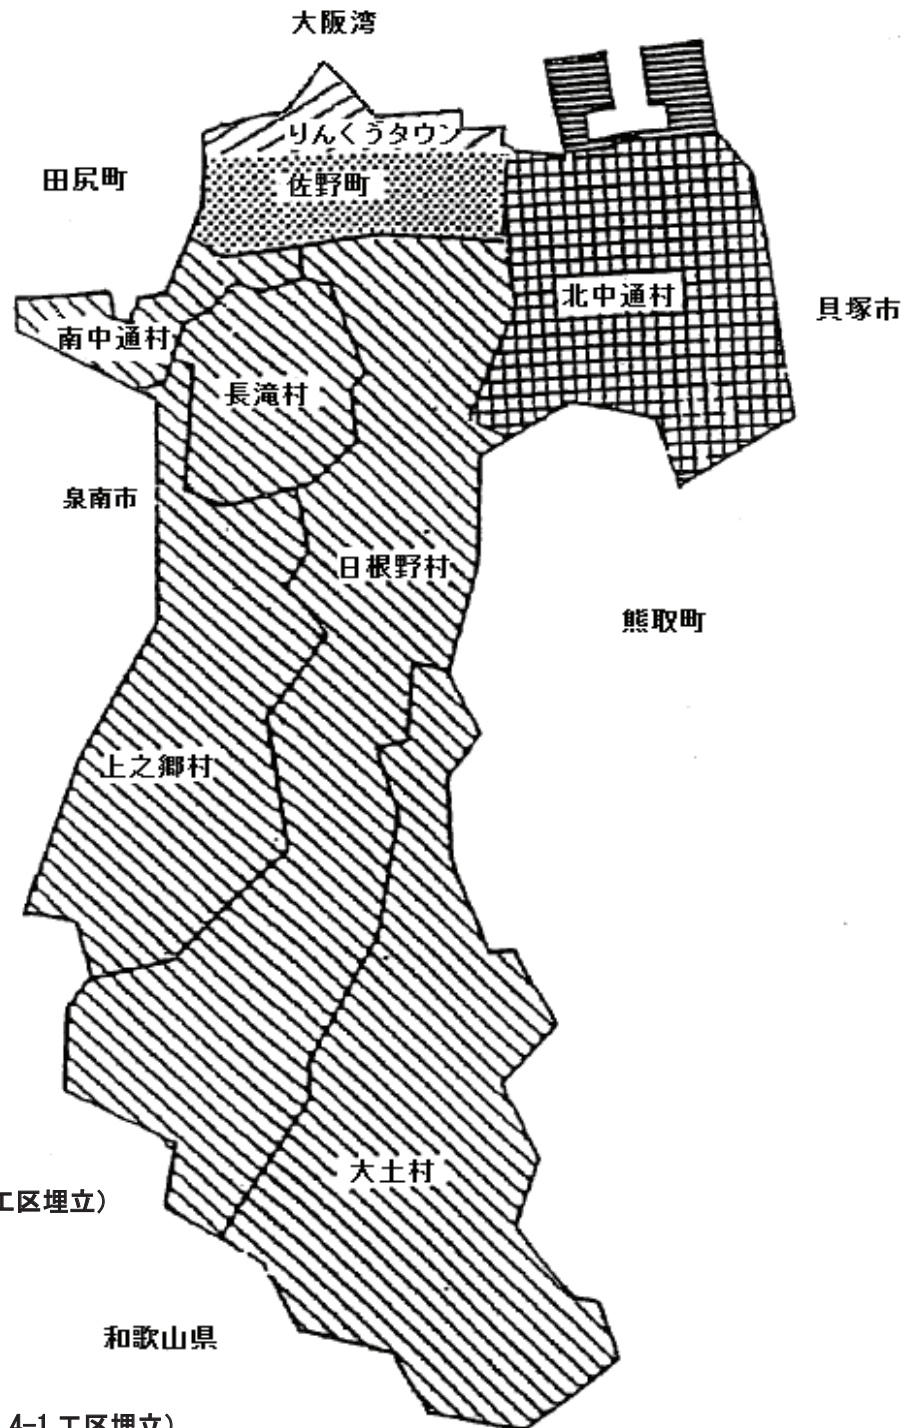 大阪湾
りんくうタウン
田尻町
佐野町
北中通村
貝塚市
南中通村
長滝村
泉南市
日根野村
熊取町
上之郷村
大土村
工区埋立)
和歌山県
4-1 工区埋立)